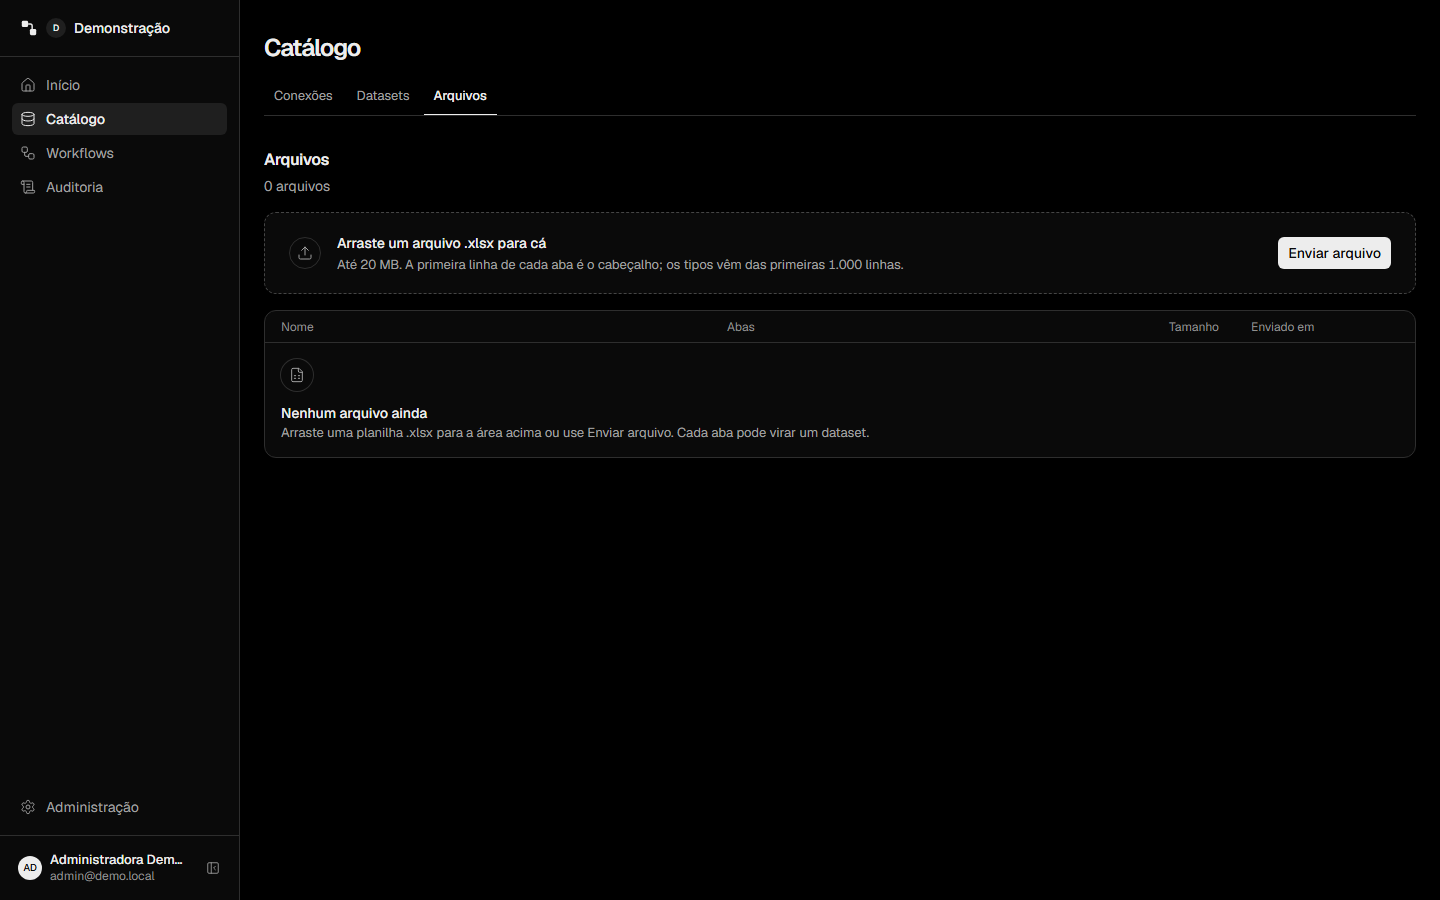 D Demonstração
Início
Catálogo
Workflows
Auditoria
Administração
AD
Administradora Dem...
admin@demo.local
Catálogo
Conexões Datasets Arquivos
Arquivos
0 arquivos
Arraste um arquivo .xlsx para cá
Até 20 MB. A primeira linha de cada aba é o cabeçalho; os tipos vêm das primeiras 1.000 linhas.
Enviar arquivo
Nome Abas Tamanho Enviado em
Nenhum arquivo ainda
Arraste uma planilha .xlsx para a área acima ou use Enviar arquivo. Cada aba pode virar um dataset.